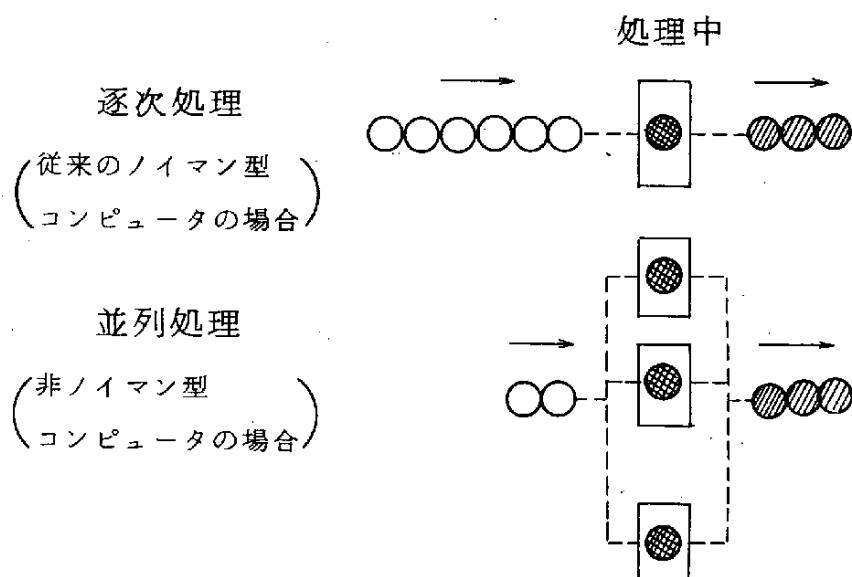 処理中
逐次処理
(従来のノイマン型
コンピュータの場合)
並列処理
(非ノイマン型
コンピュータの場合)